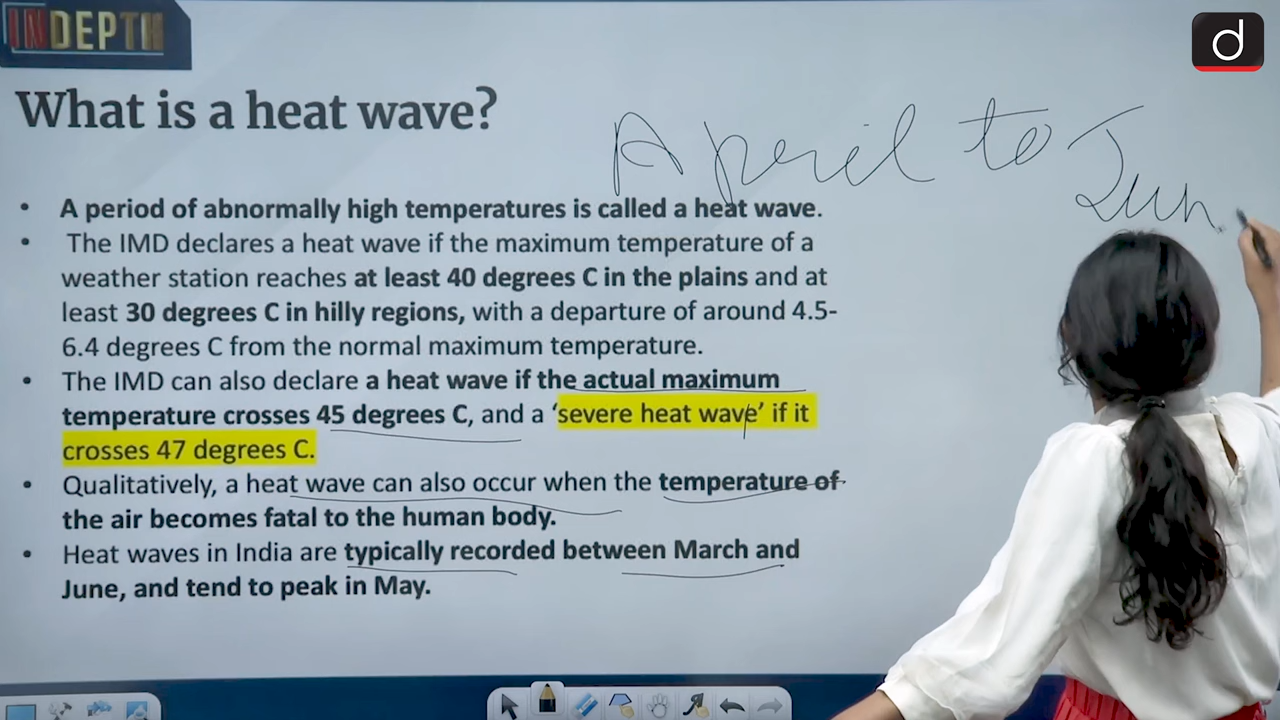 INDEPTH
d
What is a heat wave?
Aperil to
Jun
• A period of abnormally high temperatures is called a heat wave.
• The IMD declares a heat wave if the maximum temperature of a
weather station reaches at least 40 degrees C in the plains and at
least 30 degrees C in hilly regions, with a departure of around 4.5-
6.4 degrees C from the normal maximum temperature.
• The IMD can also declare a heat wave if the actual maximum
temperature crosses 45 degrees C, and a ‘severe heat wave’ if it
crosses 47 degrees C.
• Qualitatively, a heat wave can also occur when the temperature of
the air becomes fatal to the human body.
• Heat waves in India are typically recorded between March and
June, and tend to peak in May.